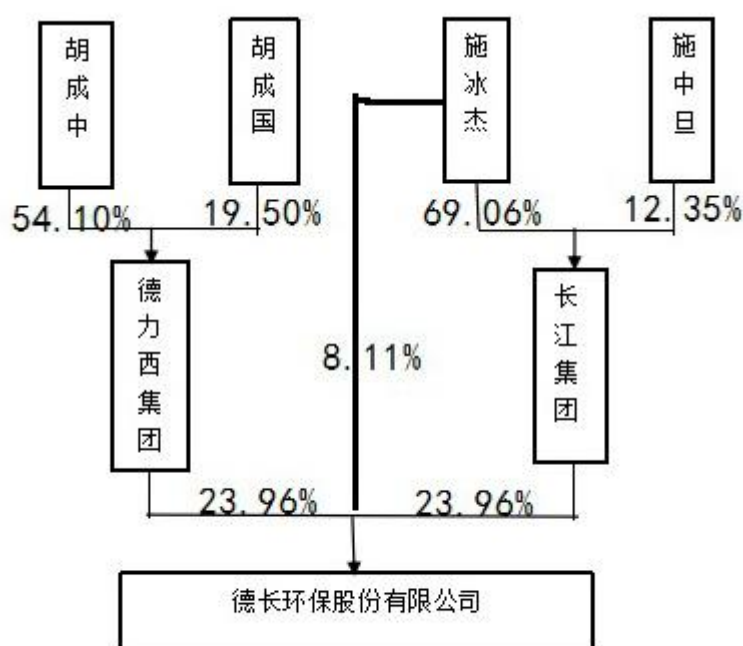 胡成中
胡成国
施冰杰
施中旦
54.10%
19.50%
69.06%
12.35%
德力西集团
长江集团
8.11%
23.96%
23.96%
德长环保股份有限公司